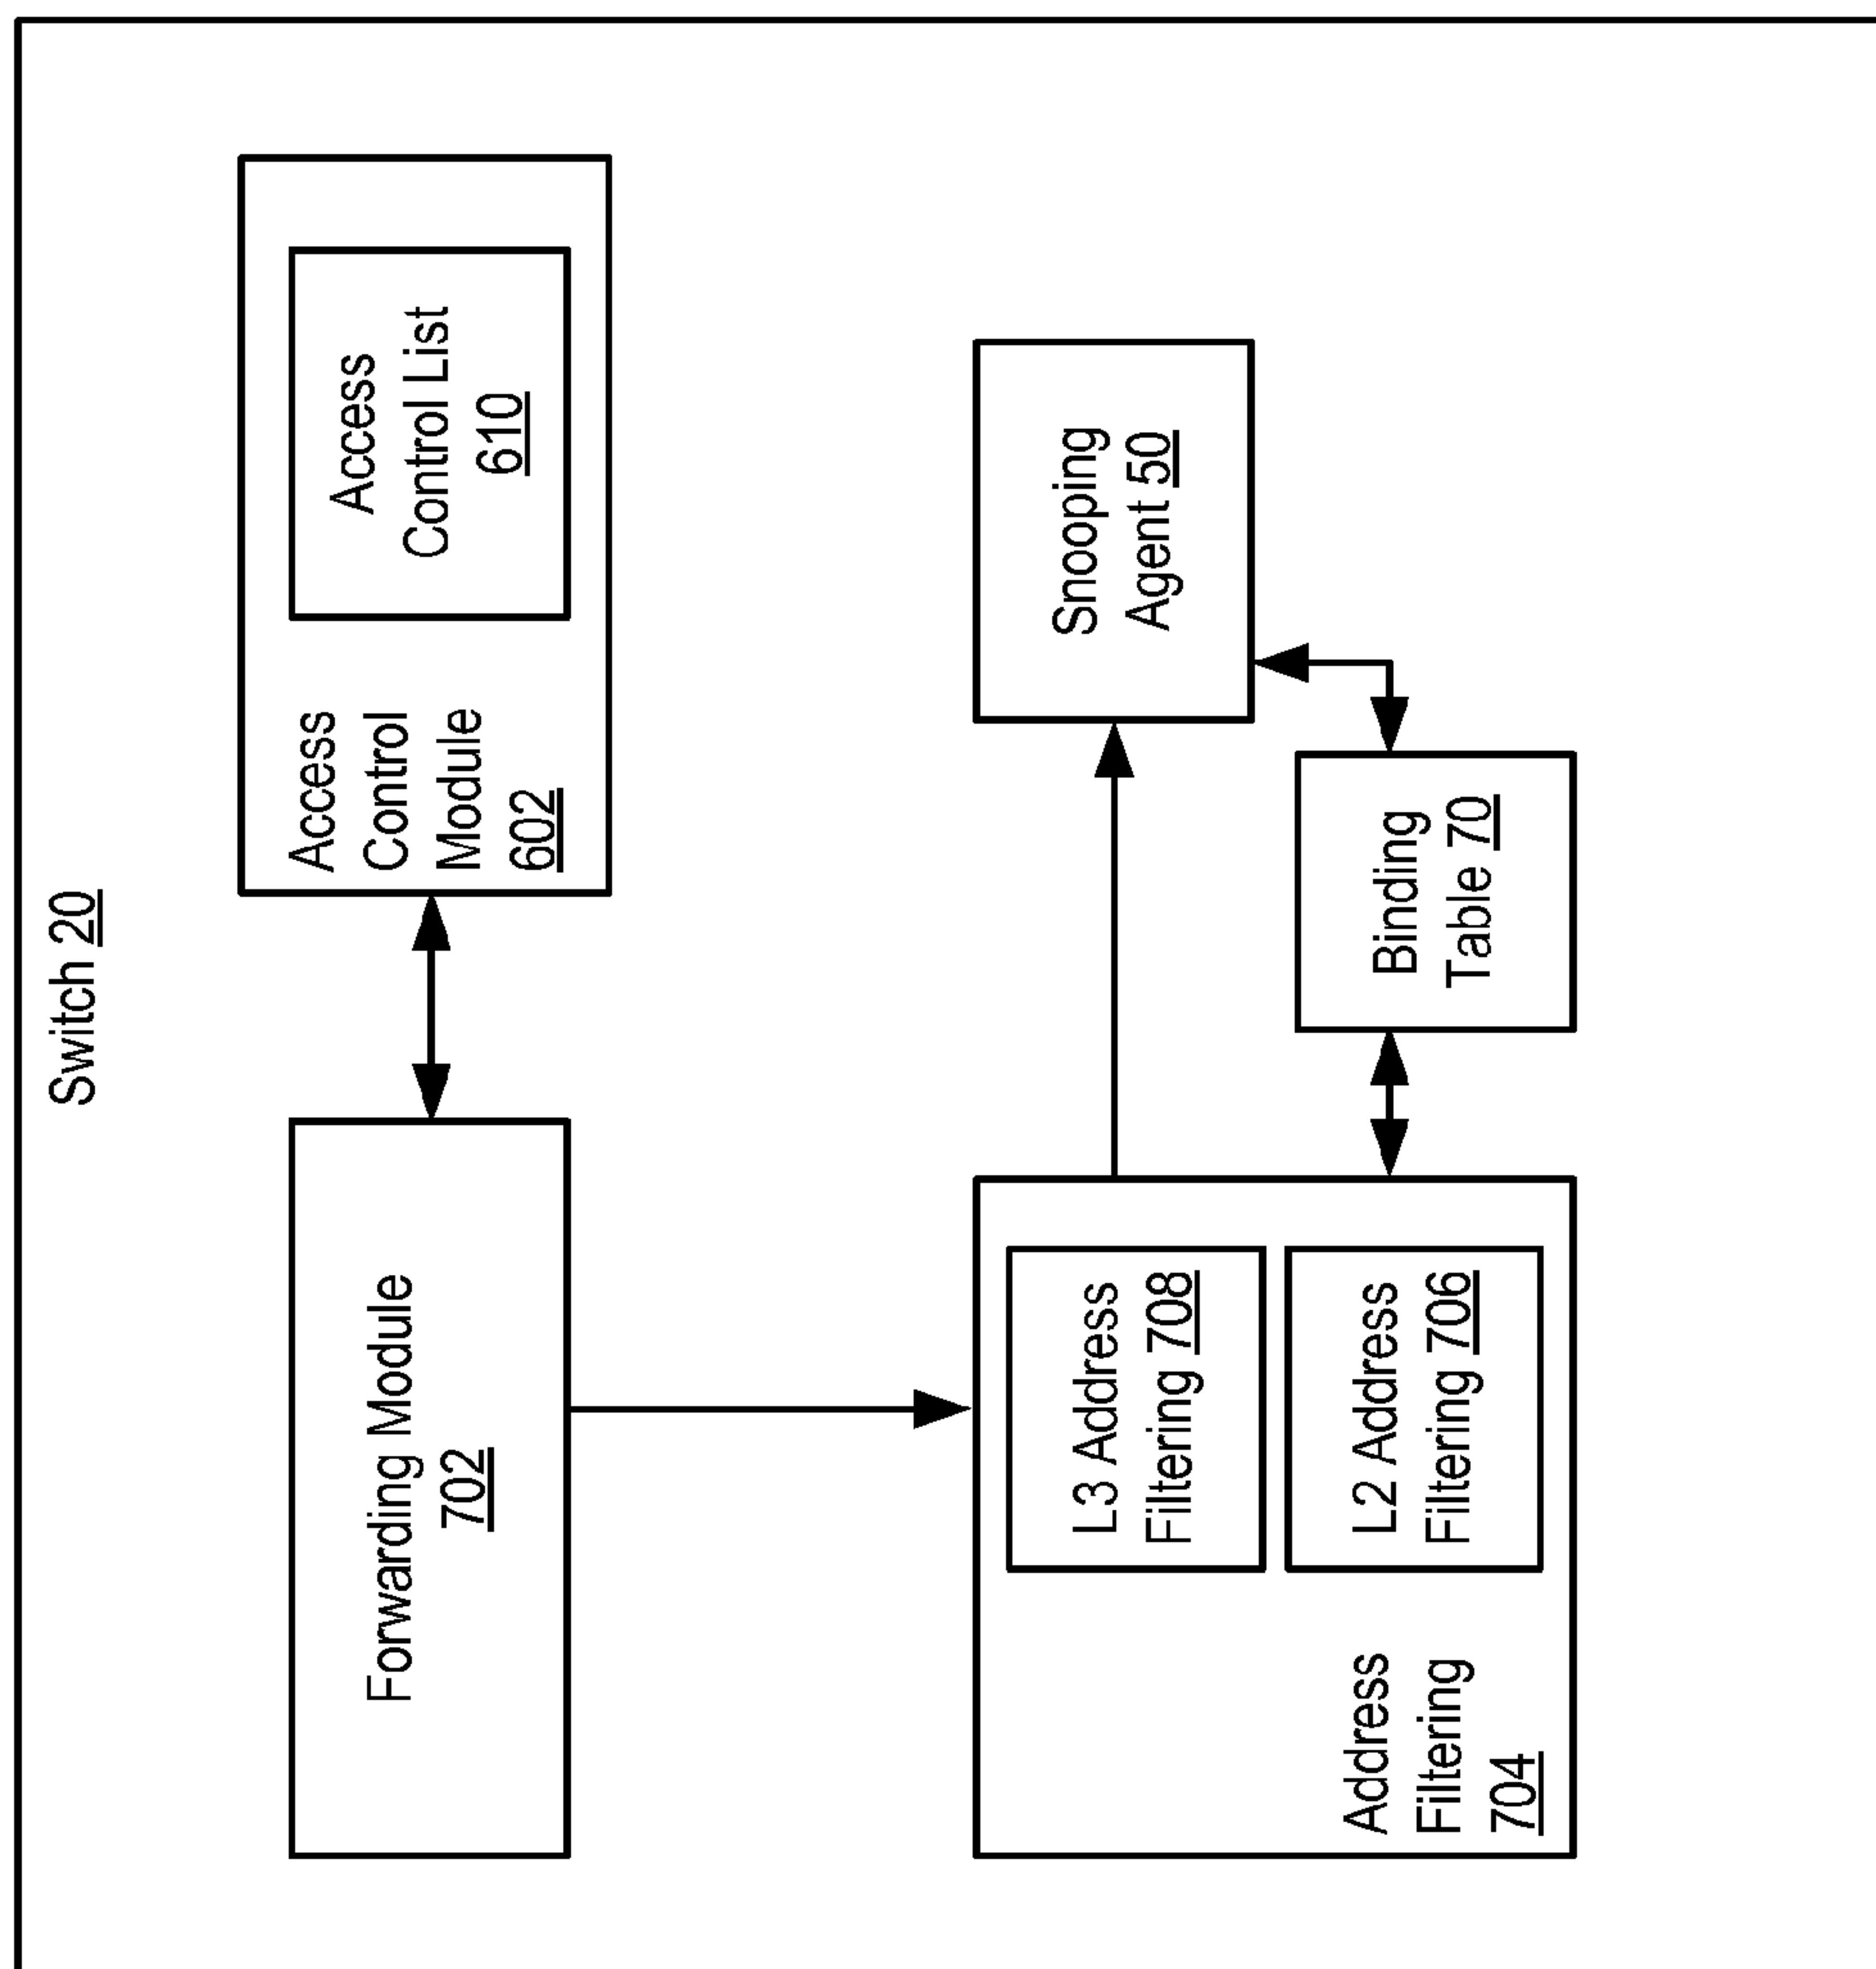 Switch 20
Forwarding Module
702
Access
Control
Module
602
Access
Control List
610
Address
Filtering
704
L3 Address
Filtering 708
L2 Address
Filtering 706
Snooping
Agent 50
Binding
Table 70